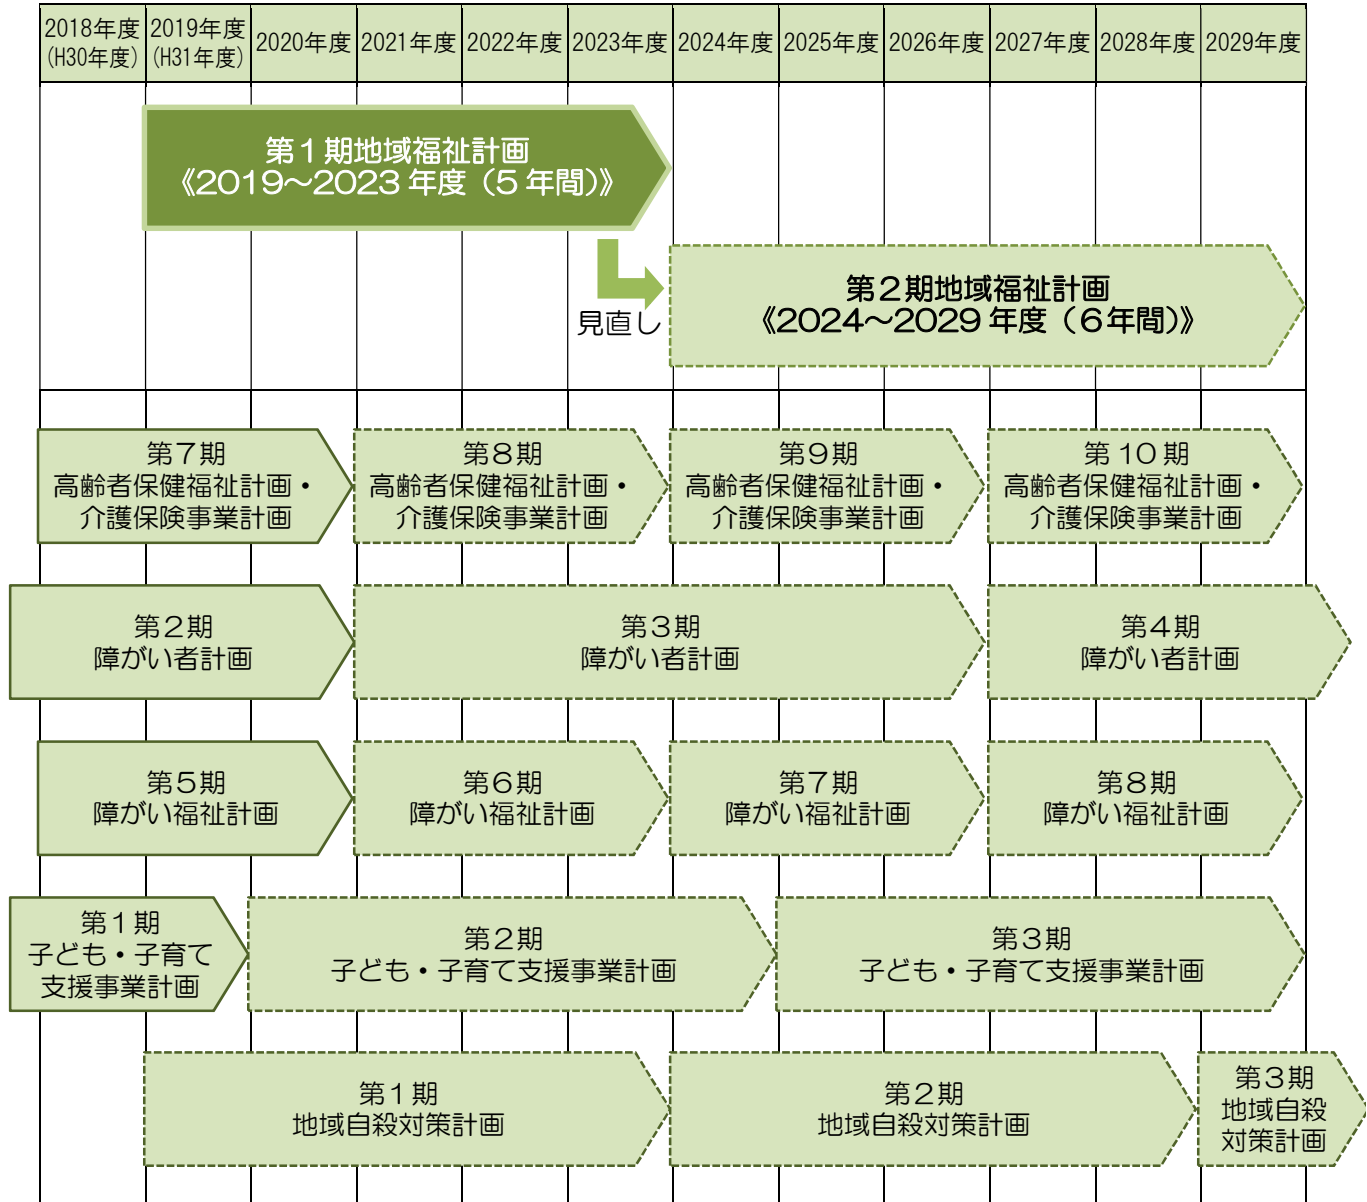 2018年度
(H30年度)
2019年度
(H31年度)
2020年度
2021年度
2022年度
2023年度
2024年度
2025年度
2026年度
2027年度
2028年度
2029年度
第1期地域福祉計画
《2019～2023年度（5年間）》
見直し
第2期地域福祉計画
《2024～2029年度（6年間）》
第7期
高齢者保健福祉計画・
介護保険事業計画
第8期
高齢者保健福祉計画・
介護保険事業計画
第9期
高齢者保健福祉計画・
介護保険事業計画
第10期
高齢者保健福祉計画・
介護保険事業計画
第2期
障がい者計画
第3期
障がい者計画
第4期
障がい者計画
第5期
障がい福祉計画
第6期
障がい福祉計画
第7期
障がい福祉計画
第8期
障がい福祉計画
第1期
子ども・子育て
支援事業計画
第2期
子ども・子育て支援事業計画
第3期
子ども・子育て支援事業計画
第1期
地域自殺対策計画
第2期
地域自殺対策計画
第3期
地域自殺
対策計画